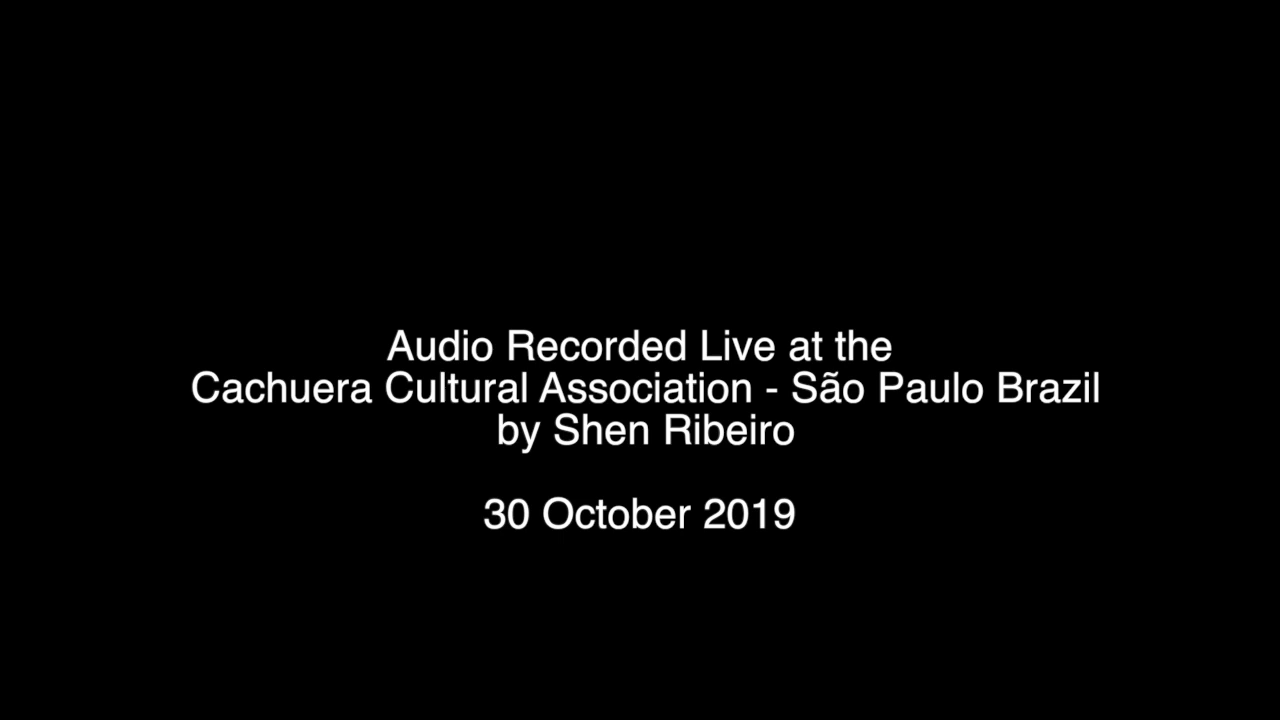 Audio Recorded Live at the
Cachuera Cultural Association - São Paulo Brazil
by Shen Ribeiro
30 October 2019